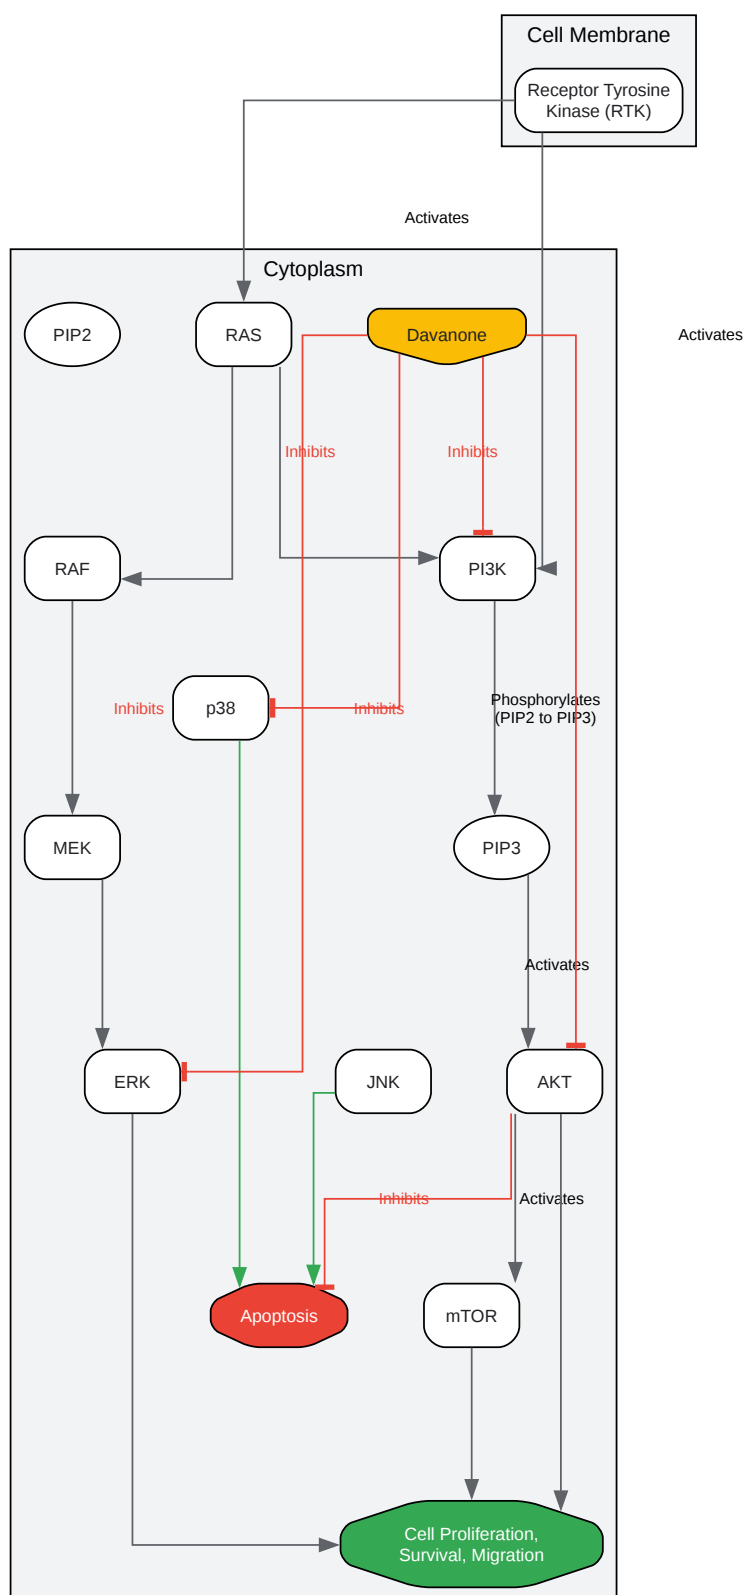 Cell Membrane
Receptor Tyrosine
Kinase (RTK)
Activates
Cytoplasm
PIP2
RAS
Davanone
Activates
Inhibits
Inhibits
RAF
PI3K
Inhibits
p38
Inhibits
Phosphorylates
(PIP2 to PIP3)
MEK
PIP3
Activates
ERK
JNK
AKT
Inhibits
Activates
Apoptosis
mTOR
Cell Proliferation,
Survival, Migration